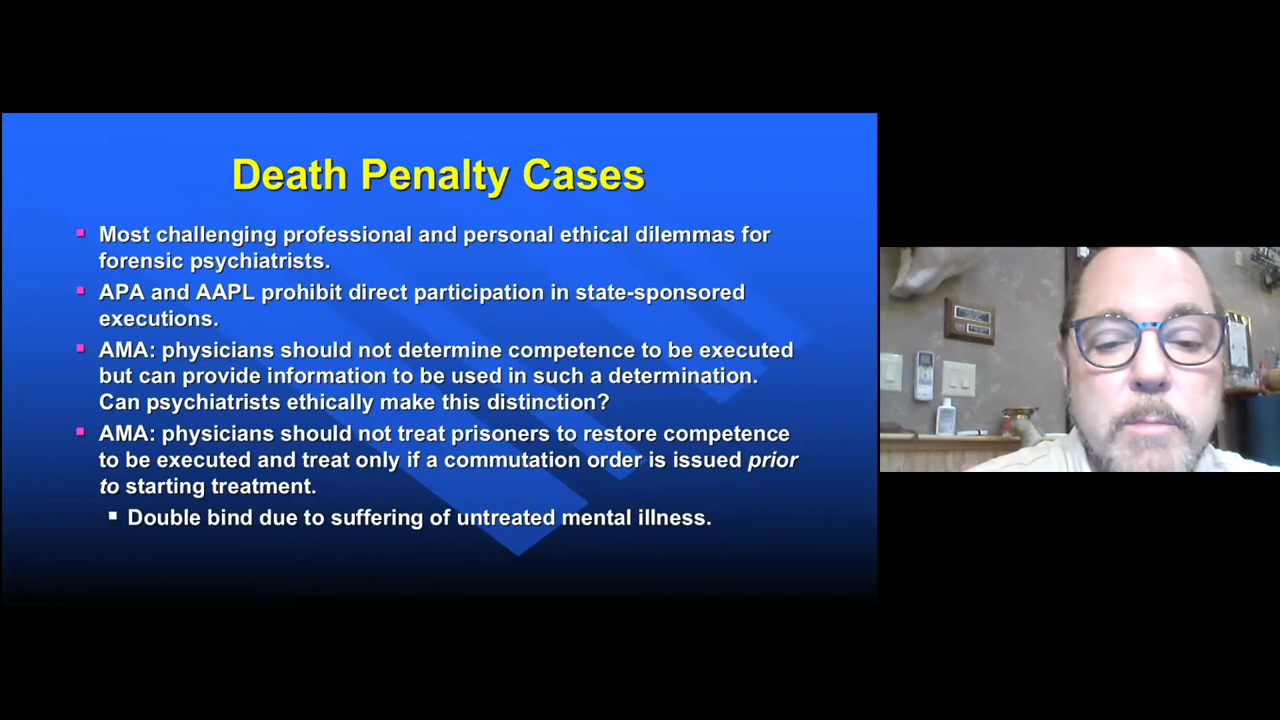 Death Penalty Cases
▪ Most challenging professional and personal ethical dilemmas for
forensic psychiatrists.
▪ APA and AAPL prohibit direct participation in state-sponsored
executions.
▪ AMA: physicians should not determine competence to be executed
but can provide information to be used in such a determination.
Can psychiatrists ethically make this distinction?
▪ AMA: physicians should not treat prisoners to restore competence
to be executed and treat only if a commutation order is issued prior
to starting treatment.
▪ Double bind due to suffering of untreated mental illness.